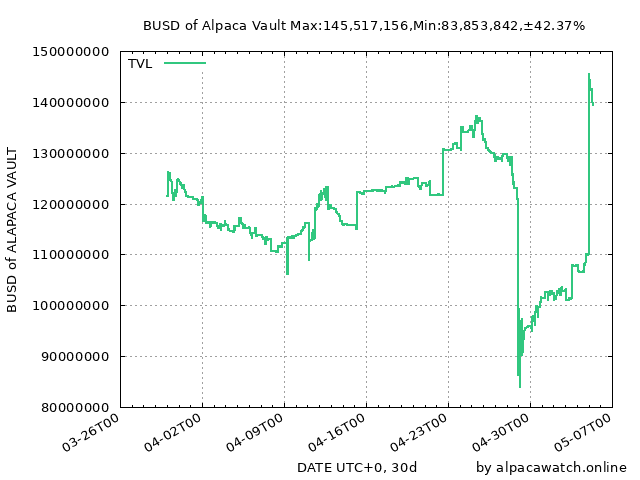 BUSD of Alpaca Vault Max:145,517,156,Min:83,853,842,±42.37%
150000000
TVL
140000000
130000000
120000000
110000000
100000000
90000000
80000000
BUSD of ALAPACA VAULT
03-26T00
04-02T00
04-09T00
04-16T00
04-23T00
04-30T00
05-07T00
DATE UTC+0, 30d
by alpacawatch.online